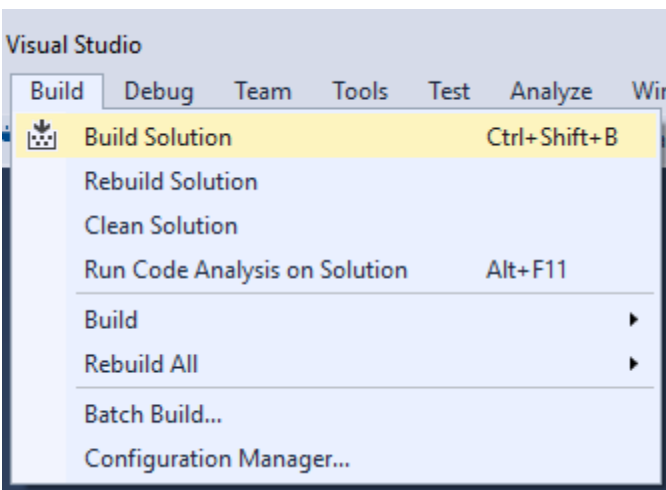 Visual Studio
Build Debug Team Tools Test Analyze
Build Solution Ctrl+Shift+B
Rebuild Solution
Clean Solution
Run Code Analysis on Solution Alt+F11
Build
Rebuild All
Batch Build...
Configuration Manager...